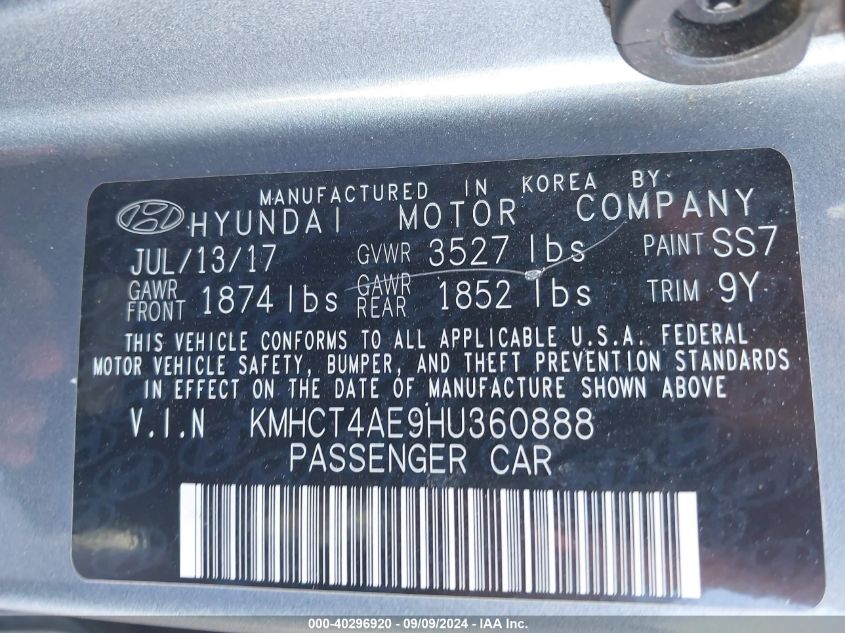 MANUFACTURED IN KOREA BY
HYUNDAI MOTOR COMPANY
JUL/13/17 GVWR 3527 lbs PAINT SS7
GAWR FRONT 1874 lbs GAWR REAR 1852 lbs TRIM 9Y
THIS VEHICLE CONFORMS TO ALL APPLICABLE U.S.A. FEDERAL
MOTOR VEHICLE SAFETY, BUMPER, AND THEFT PREVENTION STANDARDS
IN EFFECT ON THE DATE OF MANUFACTURE SHOWN ABOVE
V.I.N KMHCT4AE9HU360888
PASSENGER CAR
000-40296920 - 09/09/2024 - IAA Inc.